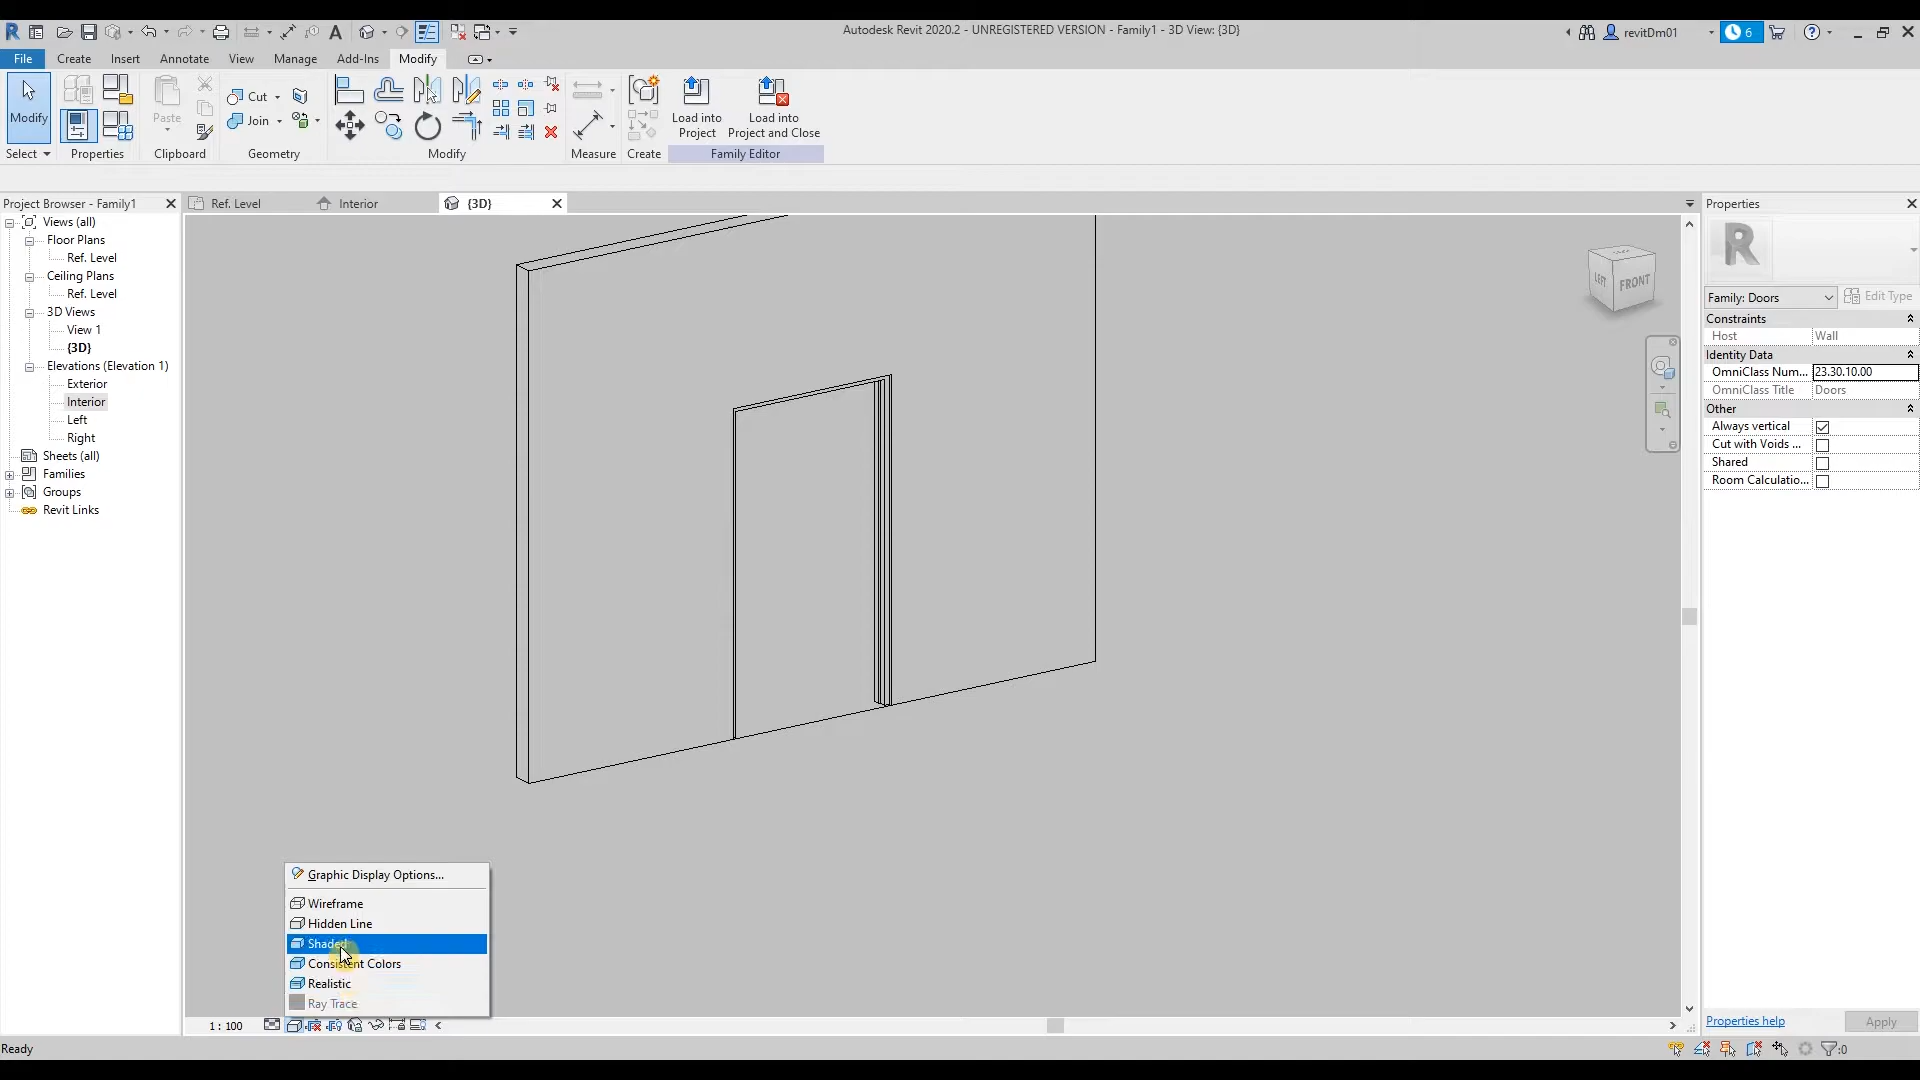 Autodesk Revit 2020.2 - UNREGISTERED VERSION - Family1 - 3D View: {3D}
revitDm01
6
File Create Insert Annotate View Manage Add-Ins Modify
Modify
Paste
Cut
Join
Load into
Project
Load into
Project and Close
Select Properties Clipboard Geometry Modify Measure Create Family Editor
Project Browser - Family1
Ref. Level
Interior
{3D}
Properties
Views (all)
Floor Plans
Ref. Level
Ceiling Plans
Ref. Level
3D Views
View 1
{3D}
Elevations (Elevation 1)
Exterior
Interior
Left
Right
Sheets (all)
Families
Groups
Revit Links
LEFT FRONT
Family: Doors
Edit Type
Constraints
Host Wall
Identity Data
OmniClass Num... 23.30.10.00
OmniClass Title Doors
Other
Always vertical
Cut with Voids ...
Shared
Room Calculatio...
Graphic Display Options...
Wireframe
Hidden Line
Shaded
Consistent Colors
Realistic
Ray Trace
1 : 100
Properties help
Apply
Ready
:0